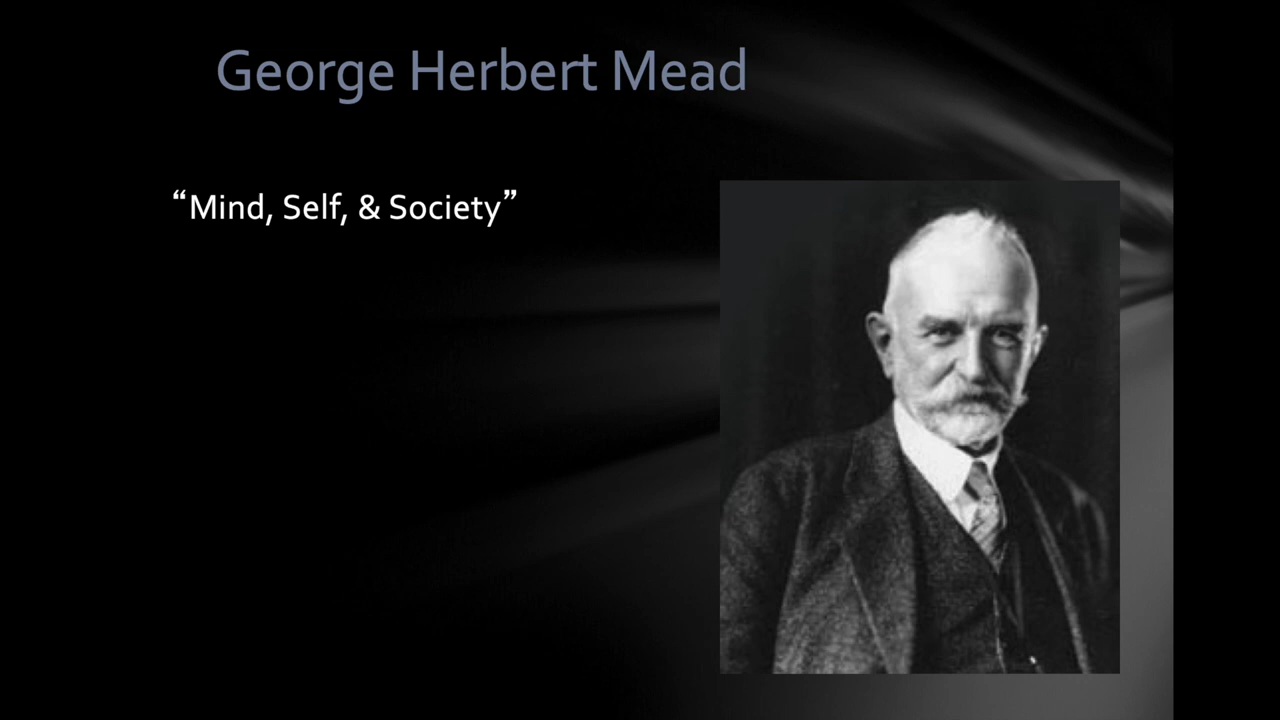 George Herbert Mead
“Mind, Self, & Society”